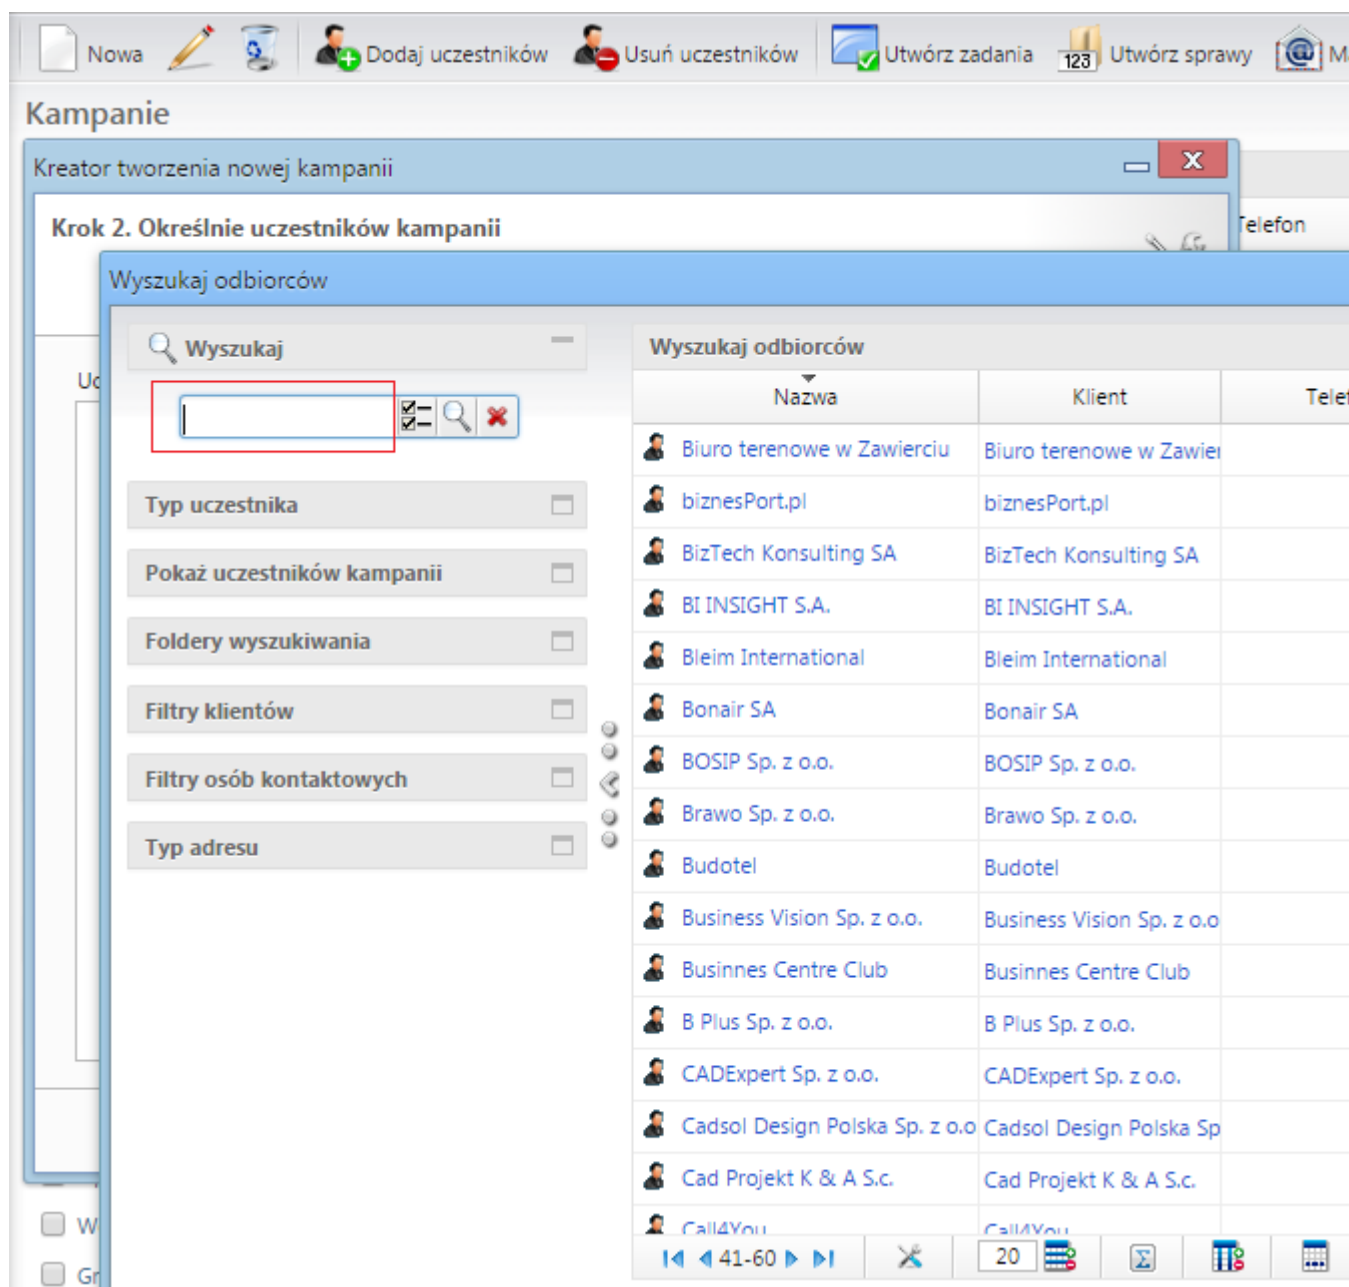 Nowa Dodaj uczestników Usuń uczestników Utwórz zadania 123 Utwórz sprawy
Kampanie
Kreator tworzenia nowej kampanii
Krok 2. Określnie uczestników kampanii
Telefon
Wyszukaj odbiorców
Wyszukaj
Wyszukaj odbiorców
Nazwa Klient
Typ uczestnika
Pokaż uczestników kampanii
Foldery wyszukiwania
Filtry klientów
Filtry osób kontaktowych
Typ adresu
Biuro terenowe w Zawierciu Biuro terenowe w Zawier
biznesPort.pl biznesPort.pl
BizTech Konsulting SA BizTech Konsulting SA
BI INSIGHT S.A. BI INSIGHT S.A.
Bleim International Bleim International
Bonair SA Bonair SA
BOSIP Sp. z o.o. BOSIP Sp. z o.o.
Brawo Sp. z o.o. Brawo Sp. z o.o.
Budotel Budotel
Business Vision Sp. z o.o. Business Vision Sp. z o.o
Businnes Centre Club Businnes Centre Club
B Plus Sp. z o.o. B Plus Sp. z o.o.
CADExpert Sp. z o.o. CADExpert Sp. z o.o.
Cadsol Design Polska Sp. z o.o Cadsol Design Polska Sp
Cad Projekt K & A S.c. Cad Projekt K & A S.c.
Call4You Call4You
41-60 20